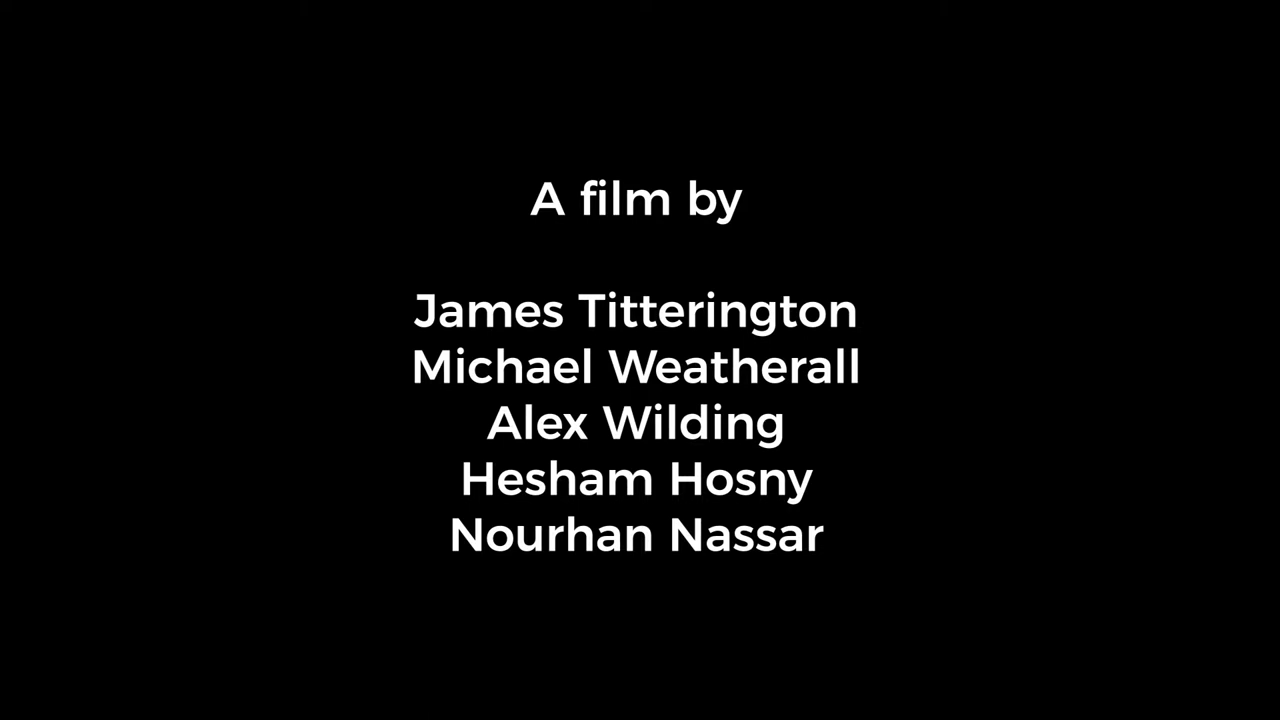 A film by
James Titterington
Michael Weatherall
Alex Wilding
Hesham Hosny
Nourhan Nassar